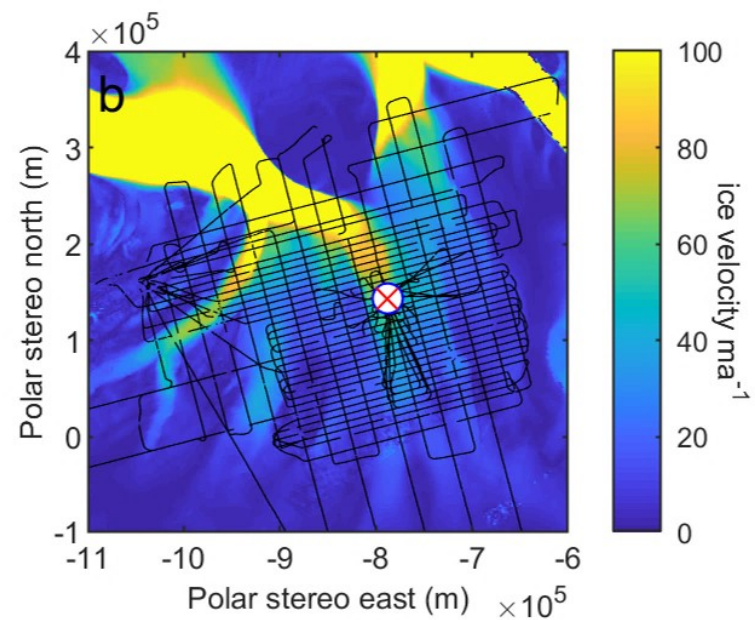 ×10⁵
b
4
3
2
1
0
-1
-11 -10 -9 -8 -7 -6
Polar stereo north (m)
Polar stereo east (m) ×10⁵
100
80
60
40
20
0
ice velocity ma⁻¹